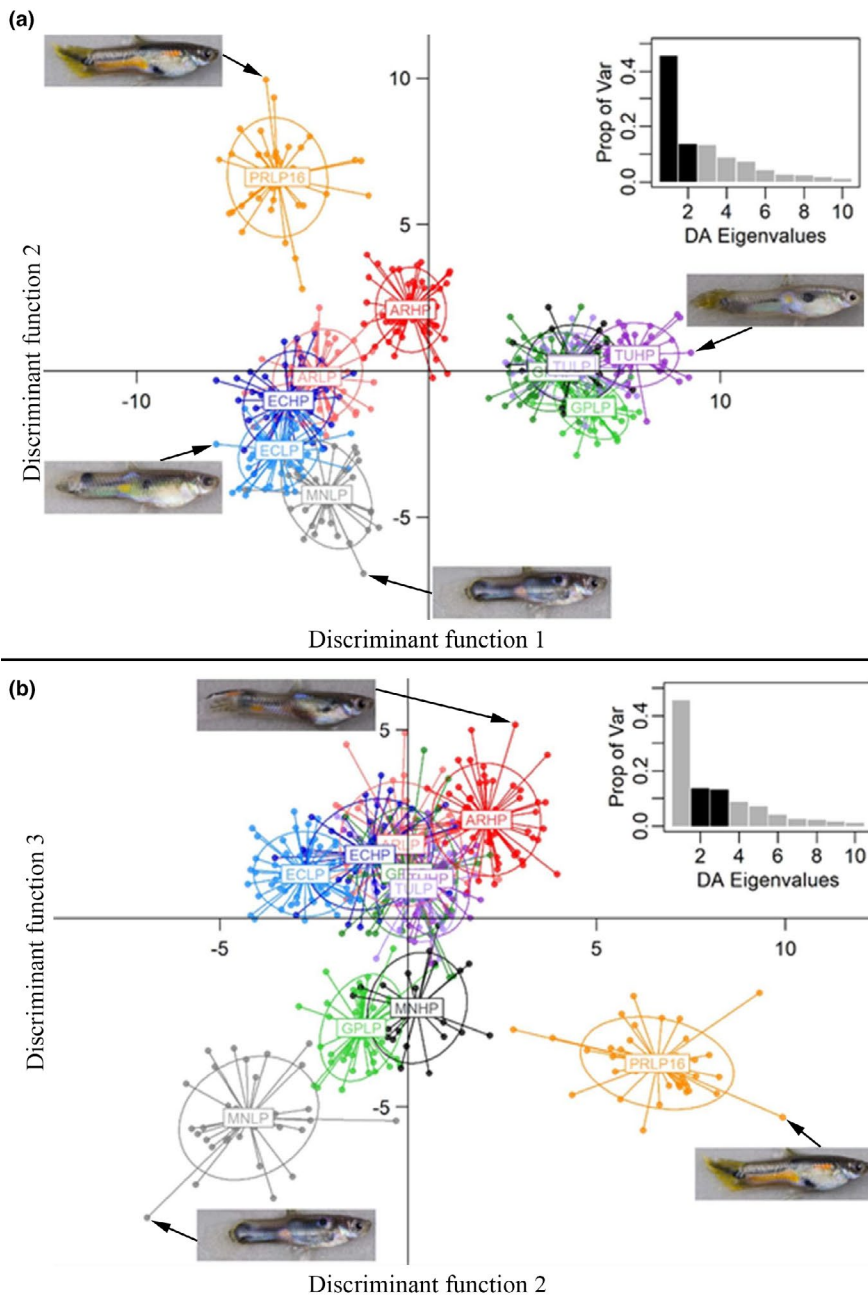 (a)
10
0.4
0.2
0.0
Prop of Var
2 4 6 8 10
DA Eigenvalues
PRLP16
5
Discriminant function 2
ARHP
TUHP
TULP
ARLP
-10
10
ECHP
GPLP
ECLP
MNLP
-5
Discriminant function 1
(b)
5
0.4
0.2
0.0
Prop of Var
2 4 6 8 10
DA Eigenvalues
Discriminant function 3
ARHP
ARLP
ECHP
ECLP
TUHP
TULP
-5
5
10
MNHP
GPLP
PRLP16
-5
MNLP
Discriminant function 2